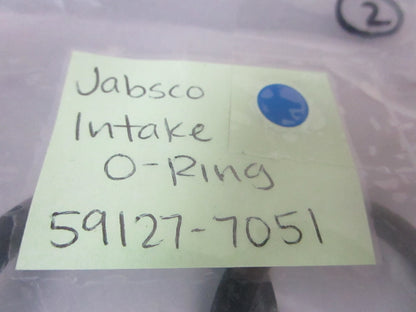 2
Jabsco
Intake
O-Ring
59127-7051